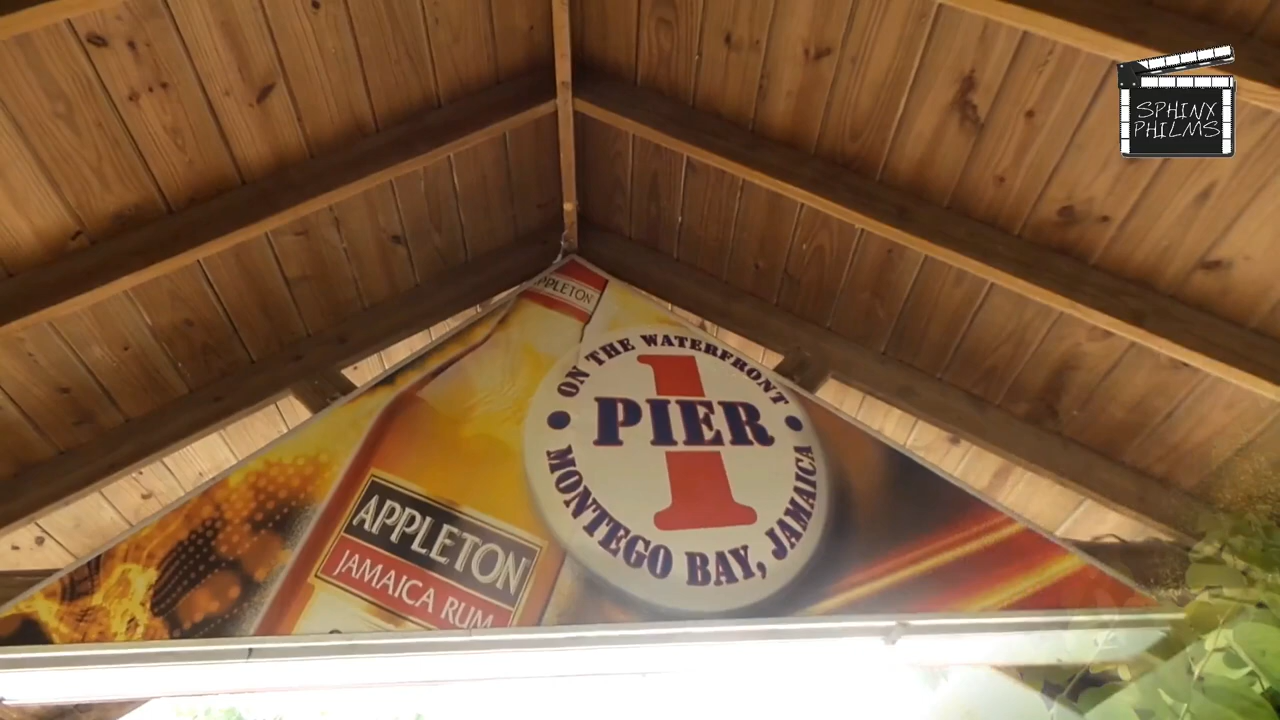 SPHINX
PHILMS
APPLETON
ON THE WATERFRONT
1
PIER
MONTEGO BAY, JAMAICA
APPLETON
JAMAICA RUM